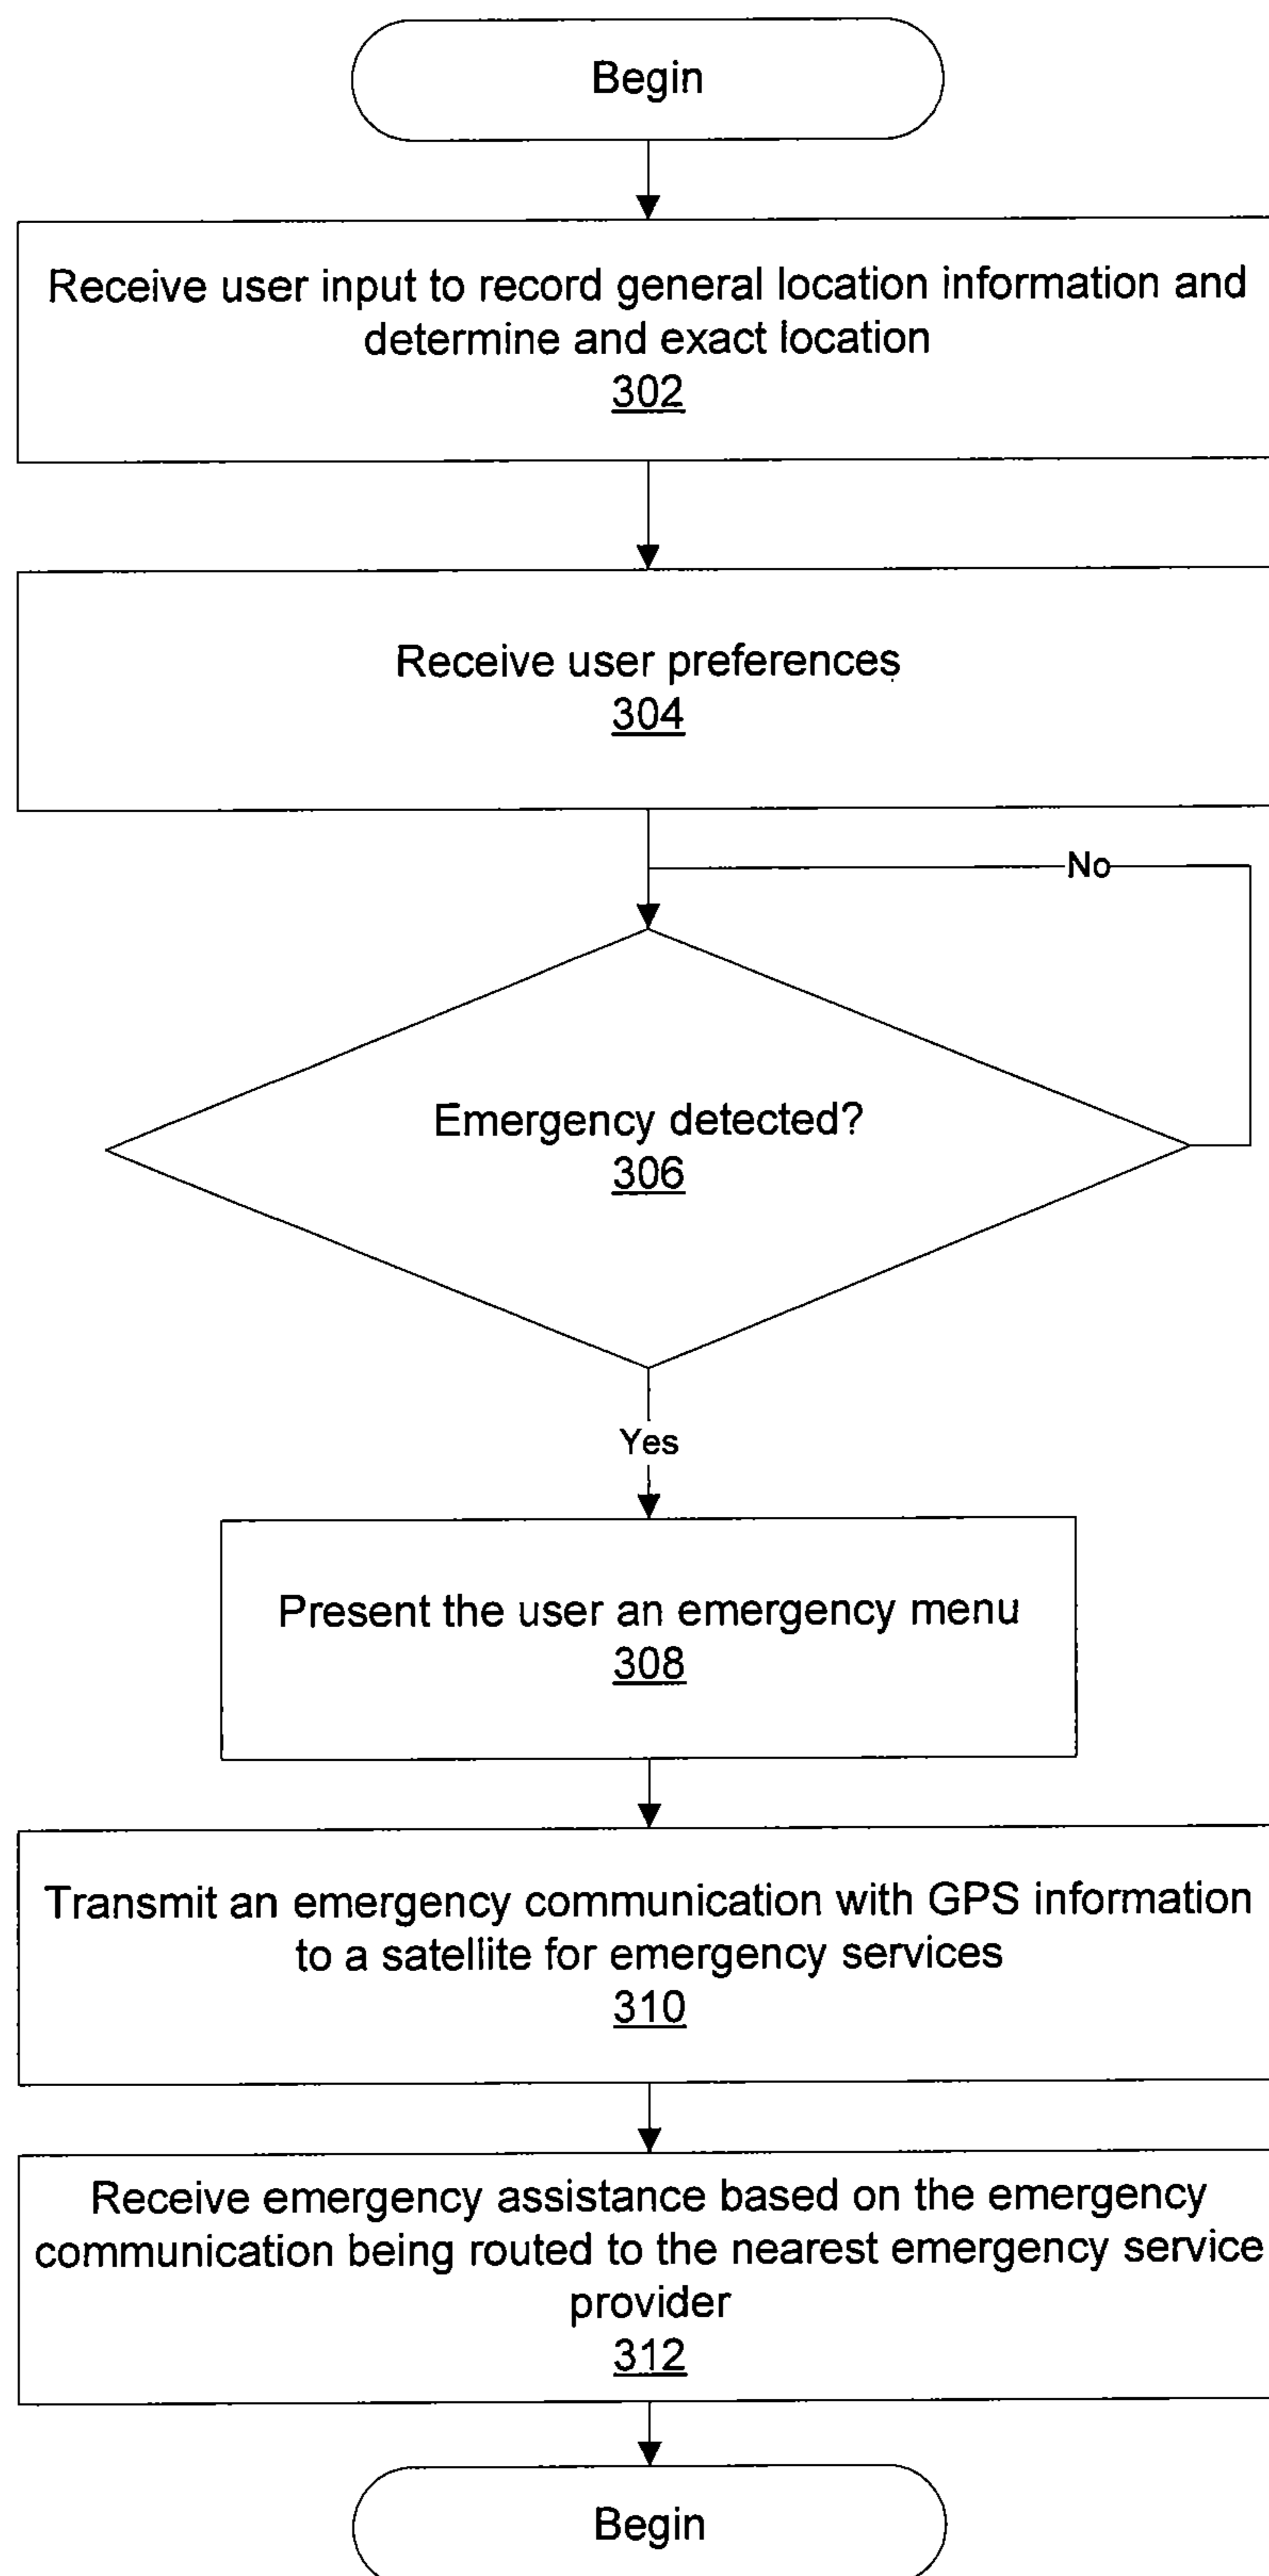 Begin
Receive user input to record general location information and
determine and exact location
302
Receive user preferences
304
No
Emergency detected?
306
Yes
Present the user an emergency menu
308
Transmit an emergency communication with GPS information
to a satellite for emergency services
310
Receive emergency assistance based on the emergency
communication being routed to the nearest emergency service
provider
312
Begin